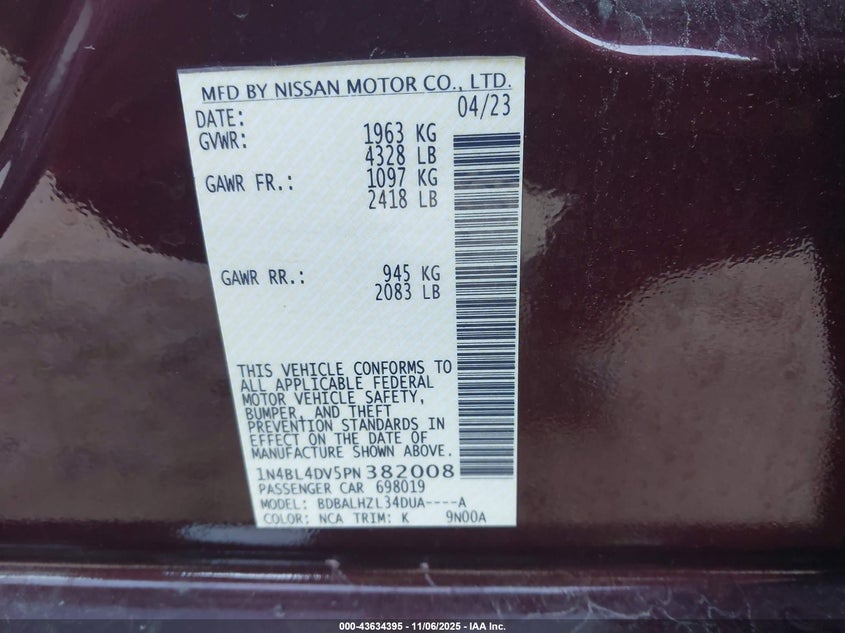 MFD BY NISSAN MOTOR CO., LTD.
DATE: 04/23
GVWR: 1963 KG
4328 LB
GAWR FR.: 1097 KG
2418 LB
GAWR RR.: 945 KG
2083 LB
THIS VEHICLE CONFORMS TO
ALL APPLICABLE FEDERAL
MOTOR VEHICLE SAFETY,
BUMPER, AND THEFT
PREVENTION STANDARDS IN
EFFECT ON THE DATE OF
MANUFACTURE SHOWN ABOVE.
1N4BL4DV5PN382008
PASSENGER CAR 698019
MODEL: BDBALHZL34DUA----A
COLOR: NCA TRIM: K 9N00A
000-43634395 - 11/06/2025 - IAA Inc.